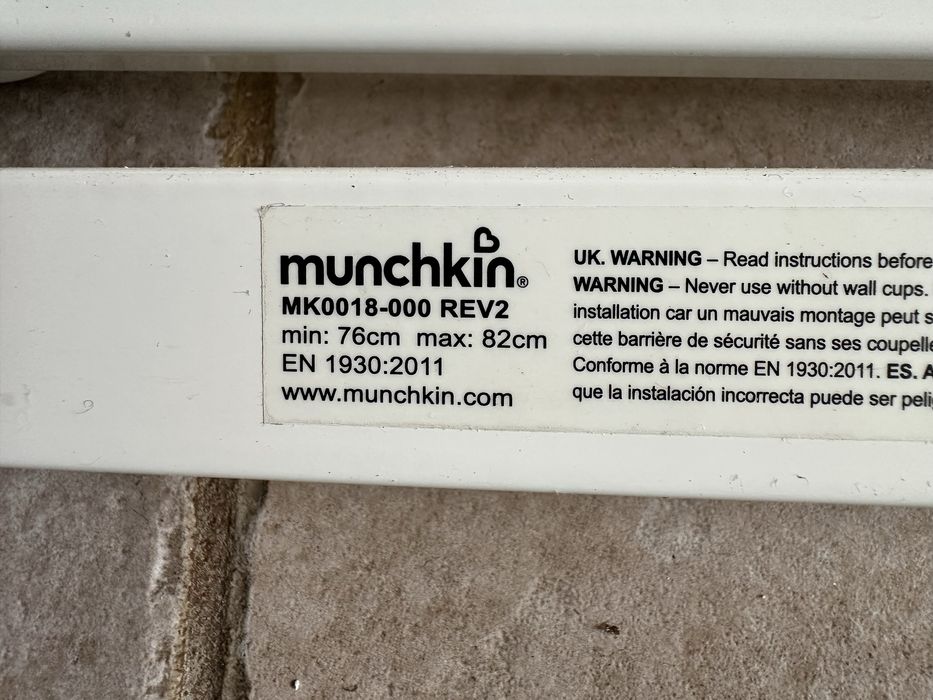 munchkin®
MK0018-000 REV2
min: 76cm max: 82cm
EN 1930:2011
www.munchkin.com
UK. WARNING – Read instructions before
WARNING – Never use without wall cups.
installation car un mauvais montage peut
cette barrière de sécurité sans ses
Conforme à la norme EN 1930:2011. ES.
que la instalación incorrecta puede ser